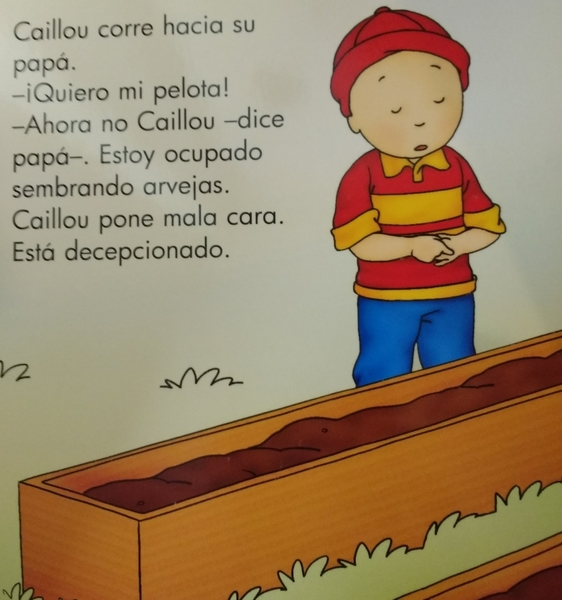 Caillou corre hacia su
papá.
–¡Quiero mi pelota!
–Ahora no Caillou –dice
papá–. Estoy ocupado
sembrando arvejas.
Caillou pone mala cara.
Está decepcionado.